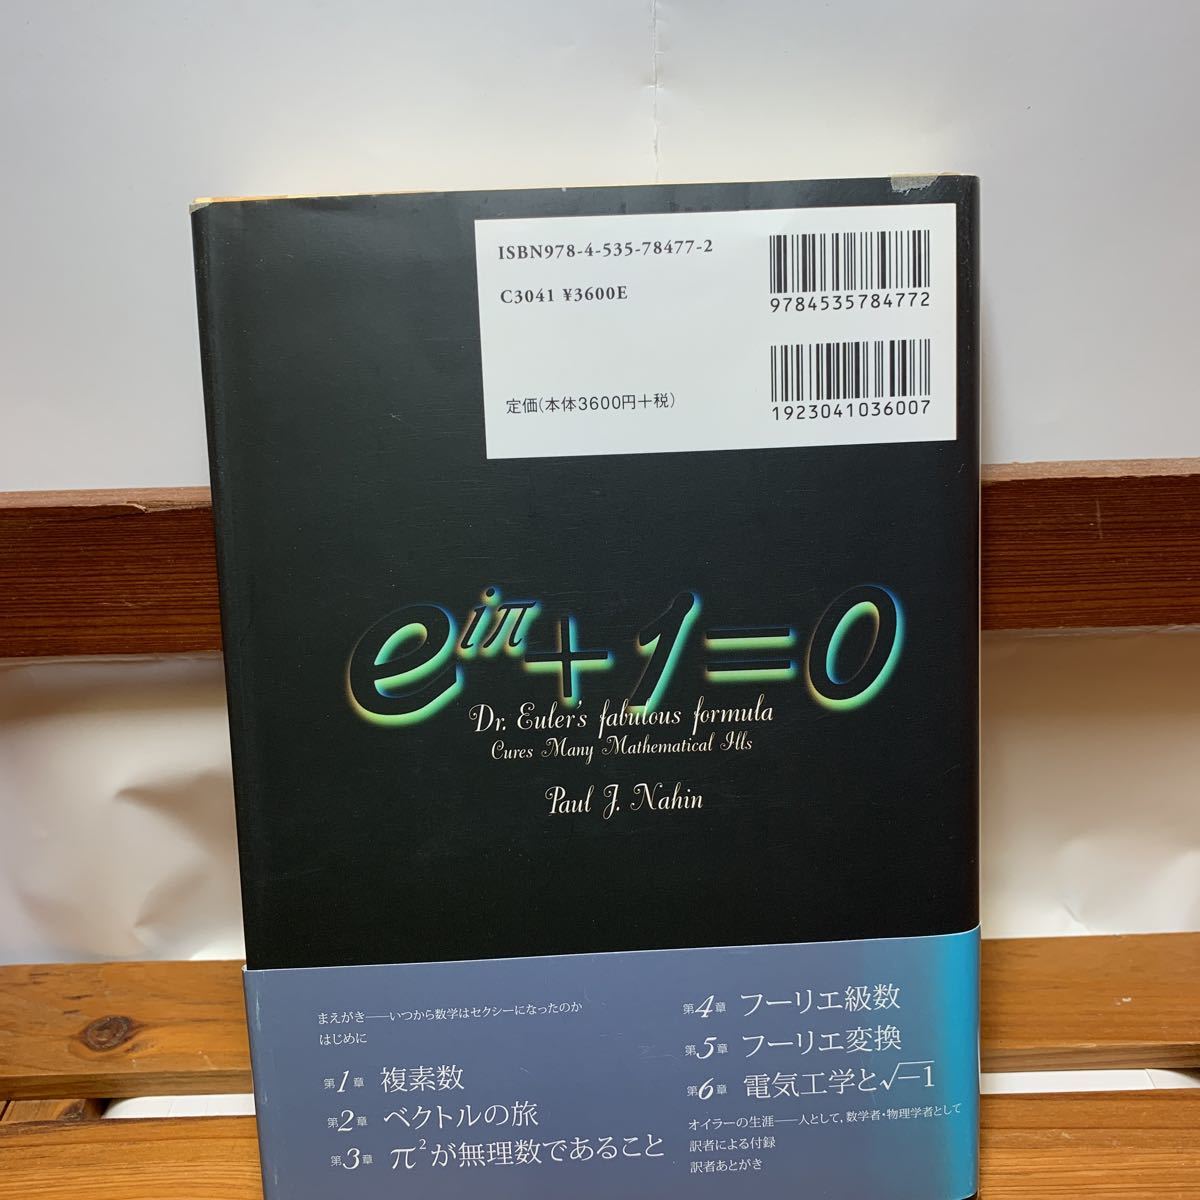 ISBN978-4-535-78477-2
C3041 ¥3600E
定価(本体3600円+税)
9784535784772
1923041036007
e^{iπ}+1=0
Dr. Euler's fabulous formula
Cures Many Mathematical Ills
Paul J. Nahin
まえがき——いつから数学はセクシーになったのか
はじめに
第1章 複素数
第2章 ベクトルの旅
第3章 π²が無理数であること
第4章 フーリエ級数
第5章 フーリエ変換
第6章 電気工学と√−1
オイラーの生涯——人として，数学者・物理学者として
訳者による付録
訳者あとがき